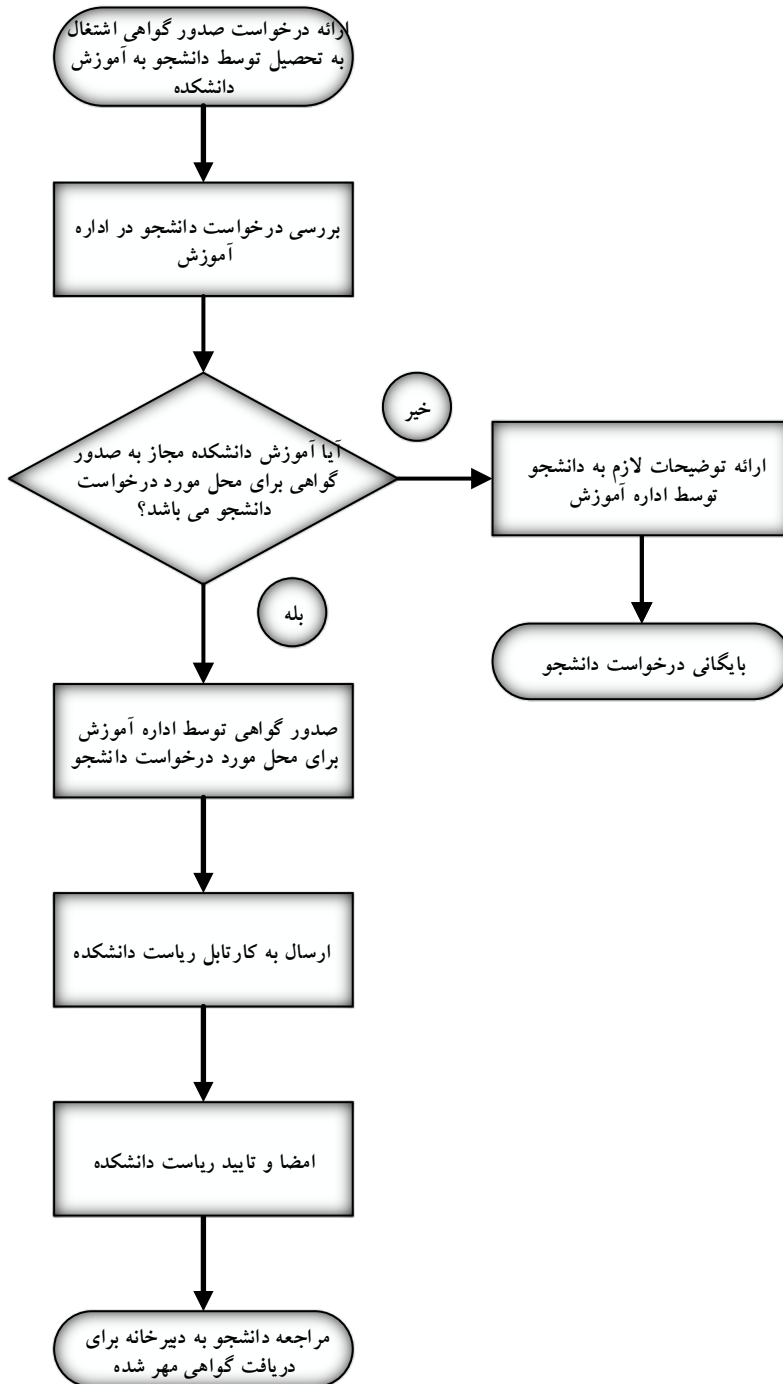 ارائه درخواست صدور گواهی اشتغال
به تحصیل توسط دانشجو به آموزش
دانشکده
بررسی درخواست دانشجو در اداره
آموزش
آیا آموزش دانشکده مجاز به صدور
گواهی برای محل مورد درخواست
دانشجو می باشد؟
خیر
ارائه توضیحات لازم به دانشجو
توسط اداره آموزش
بایگانی درخواست دانشجو
بله
صدور گواهی توسط اداره آموزش
برای محل مورد درخواست دانشجو
ارسال به کارتابل ریاست دانشکده
امضا و تایید ریاست دانشکده
مراجعه دانشجو به دبیرخانه برای
دریافت گواهی مهر شده